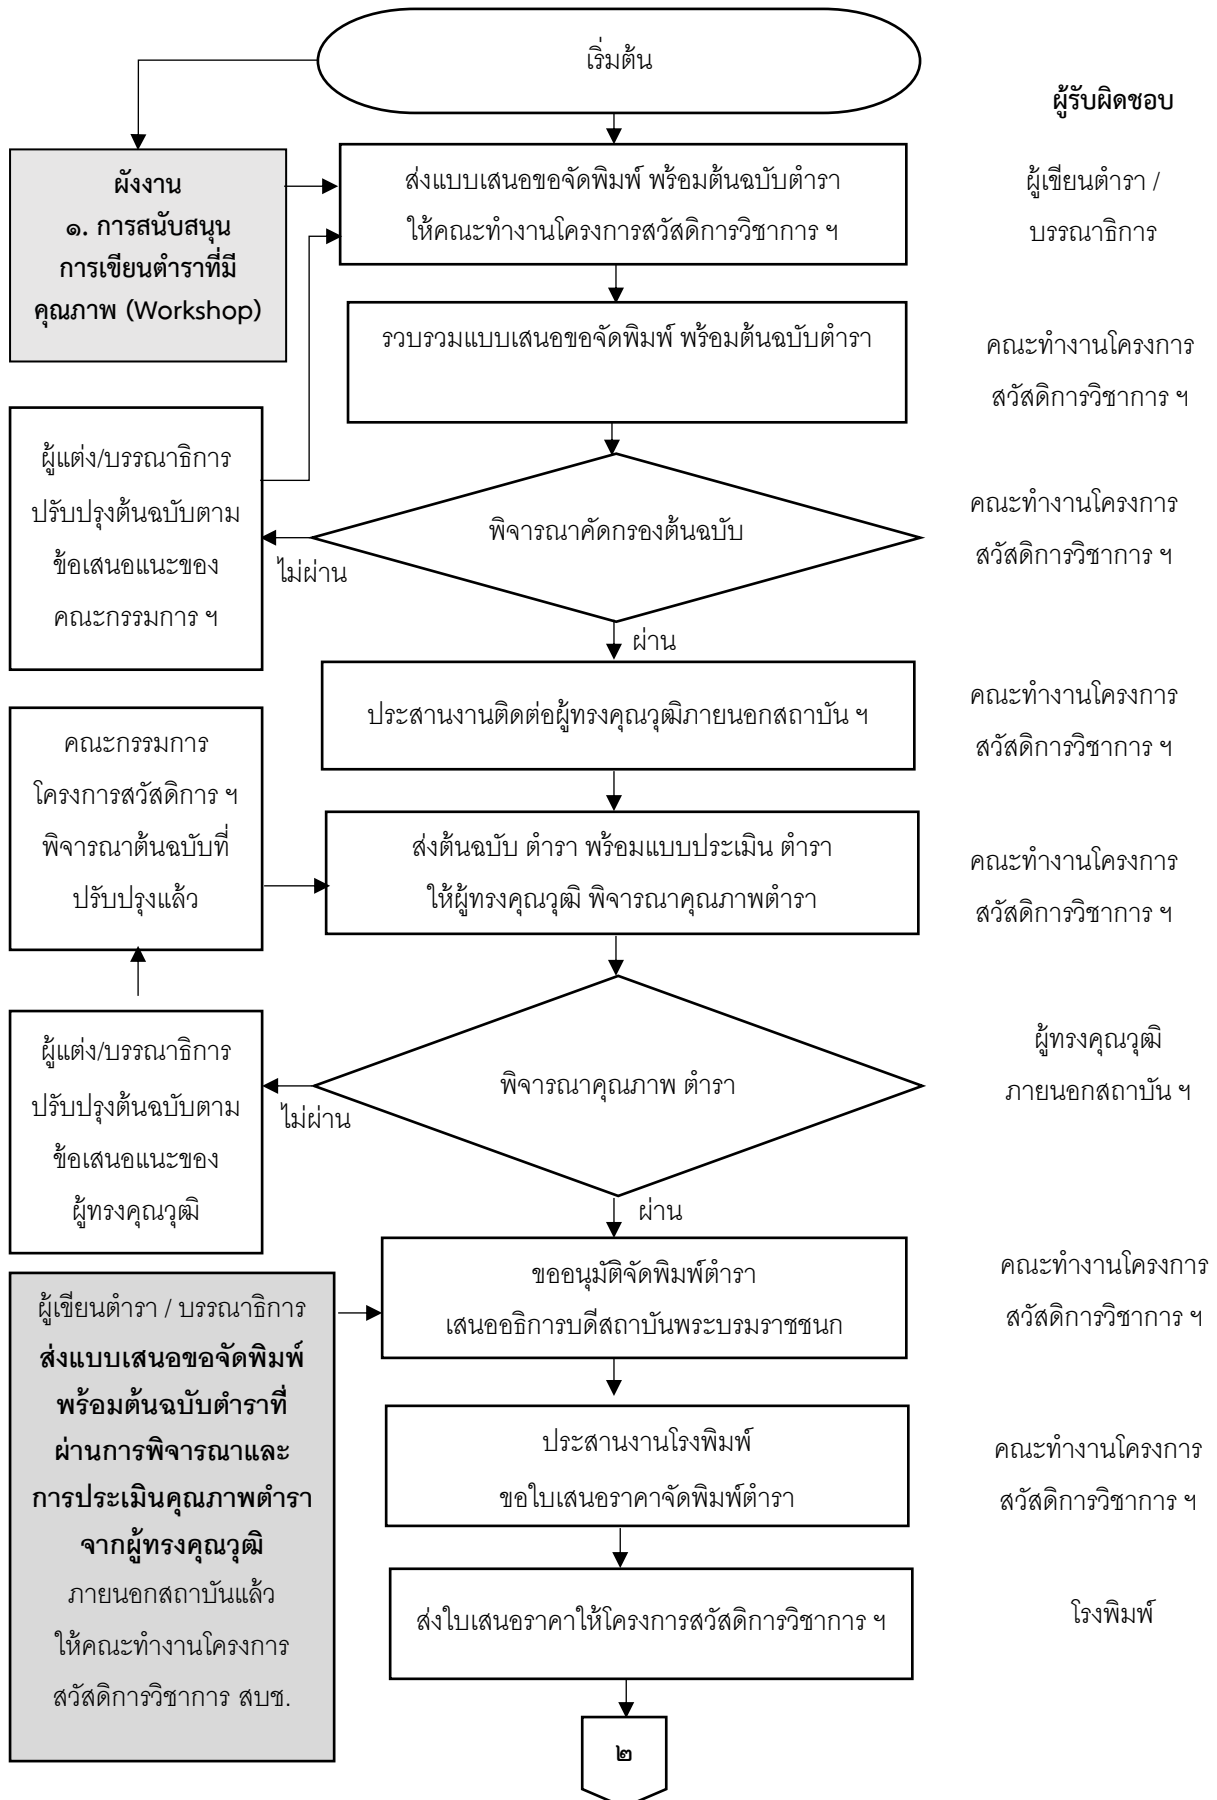 เริ่มต้น
ผู้รับผิดชอบ
ผังงาน
๑. การสนับสนุน
การเขียนตำราที่มี
คุณภาพ (Workshop)
ส่งแบบเสนอขอจัดพิมพ์ พร้อมต้นฉบับตำรา
ให้คณะทำงานโครงการสวัสดิการวิชาการ ฯ
ผู้เขียนตำรา /
บรรณาธิการ
รวบรวมแบบเสนอขอจัดพิมพ์ พร้อมต้นฉบับตำรา
คณะทำงานโครงการ
สวัสดิการวิชาการ ฯ
ผู้แต่ง/บรรณาธิการ
ปรับปรุงต้นฉบับตาม
ข้อเสนอแนะของ
คณะกรรมการ ฯ
พิจารณาคัดกรองต้นฉบับ
ไม่ผ่าน
ผ่าน
คณะทำงานโครงการ
สวัสดิการวิชาการ ฯ
ประสานงานติดต่อผู้ทรงคุณวุฒิภายนอกสถาบัน ฯ
คณะทำงานโครงการ
สวัสดิการวิชาการ ฯ
คณะกรรมการ
โครงการสวัสดิการ ฯ
พิจารณาต้นฉบับที่
ปรับปรุงแล้ว
ส่งต้นฉบับ ตำรา พร้อมแบบประเมิน ตำรา
ให้ผู้ทรงคุณวุฒิ พิจารณาคุณภาพตำรา
คณะทำงานโครงการ
สวัสดิการวิชาการ ฯ
ผู้แต่ง/บรรณาธิการ
ปรับปรุงต้นฉบับตาม
ข้อเสนอแนะของ
ผู้ทรงคุณวุฒิ
พิจารณาคุณภาพ ตำรา
ไม่ผ่าน
ผ่าน
ผู้ทรงคุณวุฒิ
ภายนอกสถาบัน ฯ
ขออนุมัติจัดพิมพ์ตำรา
เสนออธิการบดีสถาบันพระบรมราชชนก
คณะทำงานโครงการ
สวัสดิการวิชาการ ฯ
ผู้เขียนตำรา / บรรณาธิการ
ส่งแบบเสนอขอจัดพิมพ์
พร้อมต้นฉบับตำราที่
ผ่านการพิจารณาและ
การประเมินคุณภาพตำรา
จากผู้ทรงคุณวุฒิ
ภายนอกสถาบันแล้ว
ให้คณะทำงานโครงการ
สวัสดิการวิชาการ สบช.
ประสานงานโรงพิมพ์
ขอใบเสนอราคาจัดพิมพ์ตำรา
คณะทำงานโครงการ
สวัสดิการวิชาการ ฯ
ส่งใบเสนอราคาให้โครงการสวัสดิการวิชาการ ฯ
โรงพิมพ์
๒